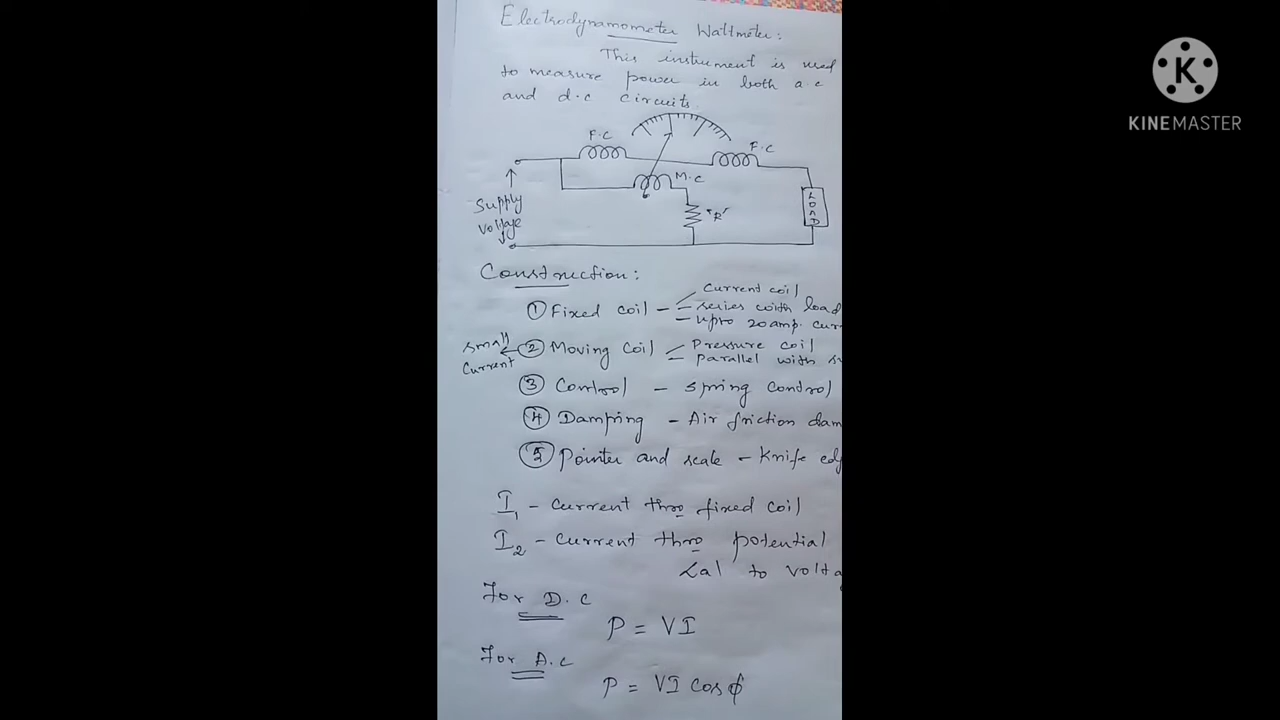 Electrodynamometer Wattmeter:
This instrument is used
to measure power in both a.c
and d.c circuits.
F.C
F.C
M.C
"R"
LOAD
Supply
voltage
Construction:
① Fixed coil - Current coil
- series with load
- upto 20 amp.
small
current
② Moving coil - Pressure coil
- parallel with
③ Control - spring control
④ Damping - Air friction
⑤ Pointer and scale - Knife
I1 - current thro fixed coil
I2 - current thro potential
∠al to
For D.c
P = VI
For A.c
P = VI cos ϕ
K
KINEMASTER